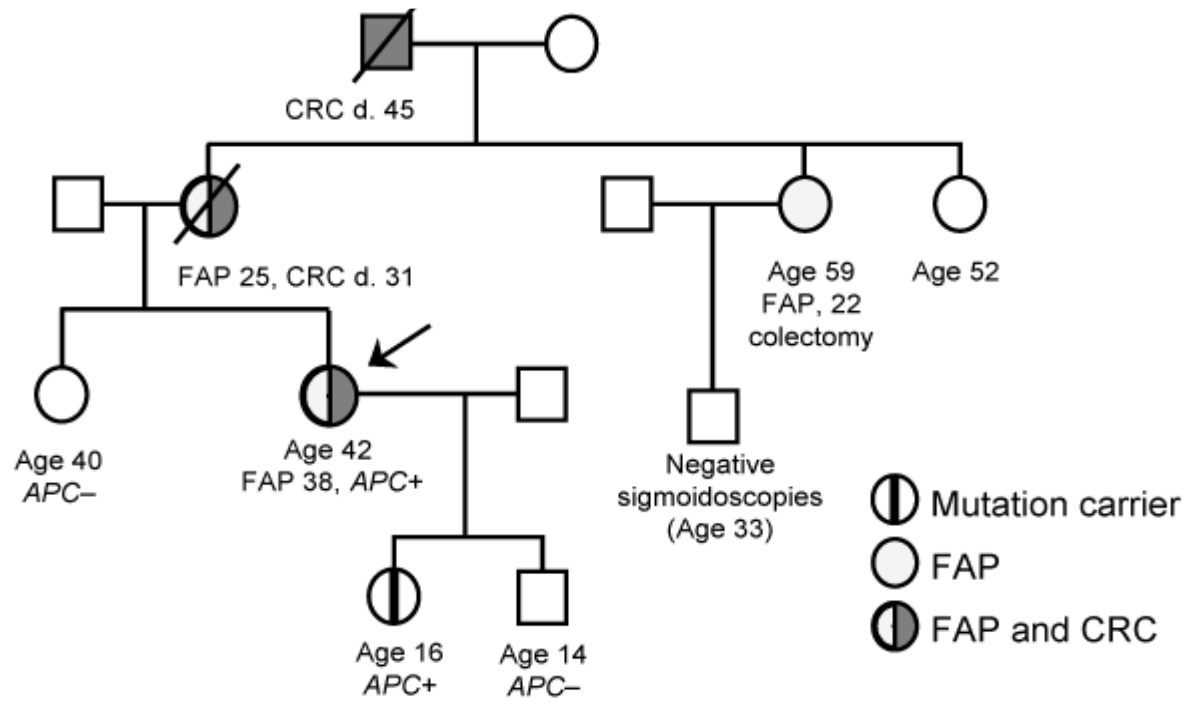 CRC d. 45
FAP 25, CRC d. 31
Age 59
FAP, 22
colectomy
Age 52
Age 40
APC–
Age 42
FAP 38, APC+
Negative
sigmoidoscopies
(Age 33)
Age 16
APC+
Age 14
APC–
Mutation carrier
FAP
FAP and CRC